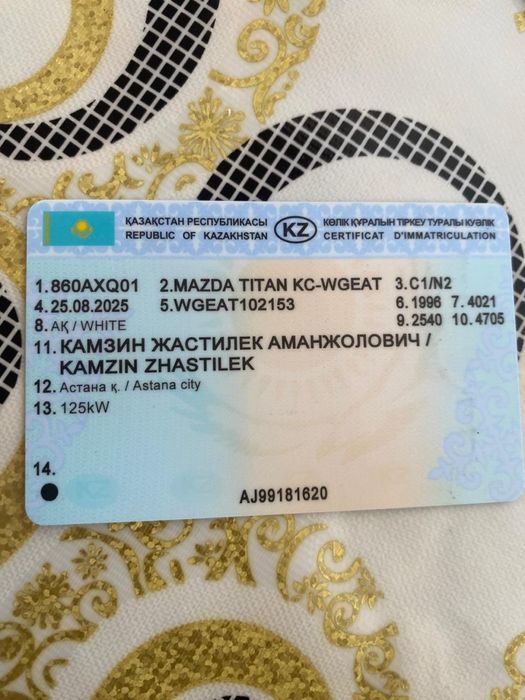 ҚАЗАҚСТАН РЕСПУБЛИКАСЫ KZ КӨЛІК ҚҰРАЛЫН ТІРКЕУ ТУРАЛЫ КУӘЛІК
REPUBLIC OF KAZAKHSTAN CERTIFICAT D'IMMATRICULATION
1.860AXQ01 2.MAZDA TITAN KC-WGEAT 3.C1/N2
4.25.08.2025 5.WGEAT102153 6.1996 7.4021
8.АҚ / WHITE 9.2540 10.4705
11.КАМЗИН ЖАСТИЛЕК АМАНЖОЛОВИЧ /
KAMZIN ZHASTILEK
12.Астана қ. / Astana city
13.125kW
14.
AJ99181620